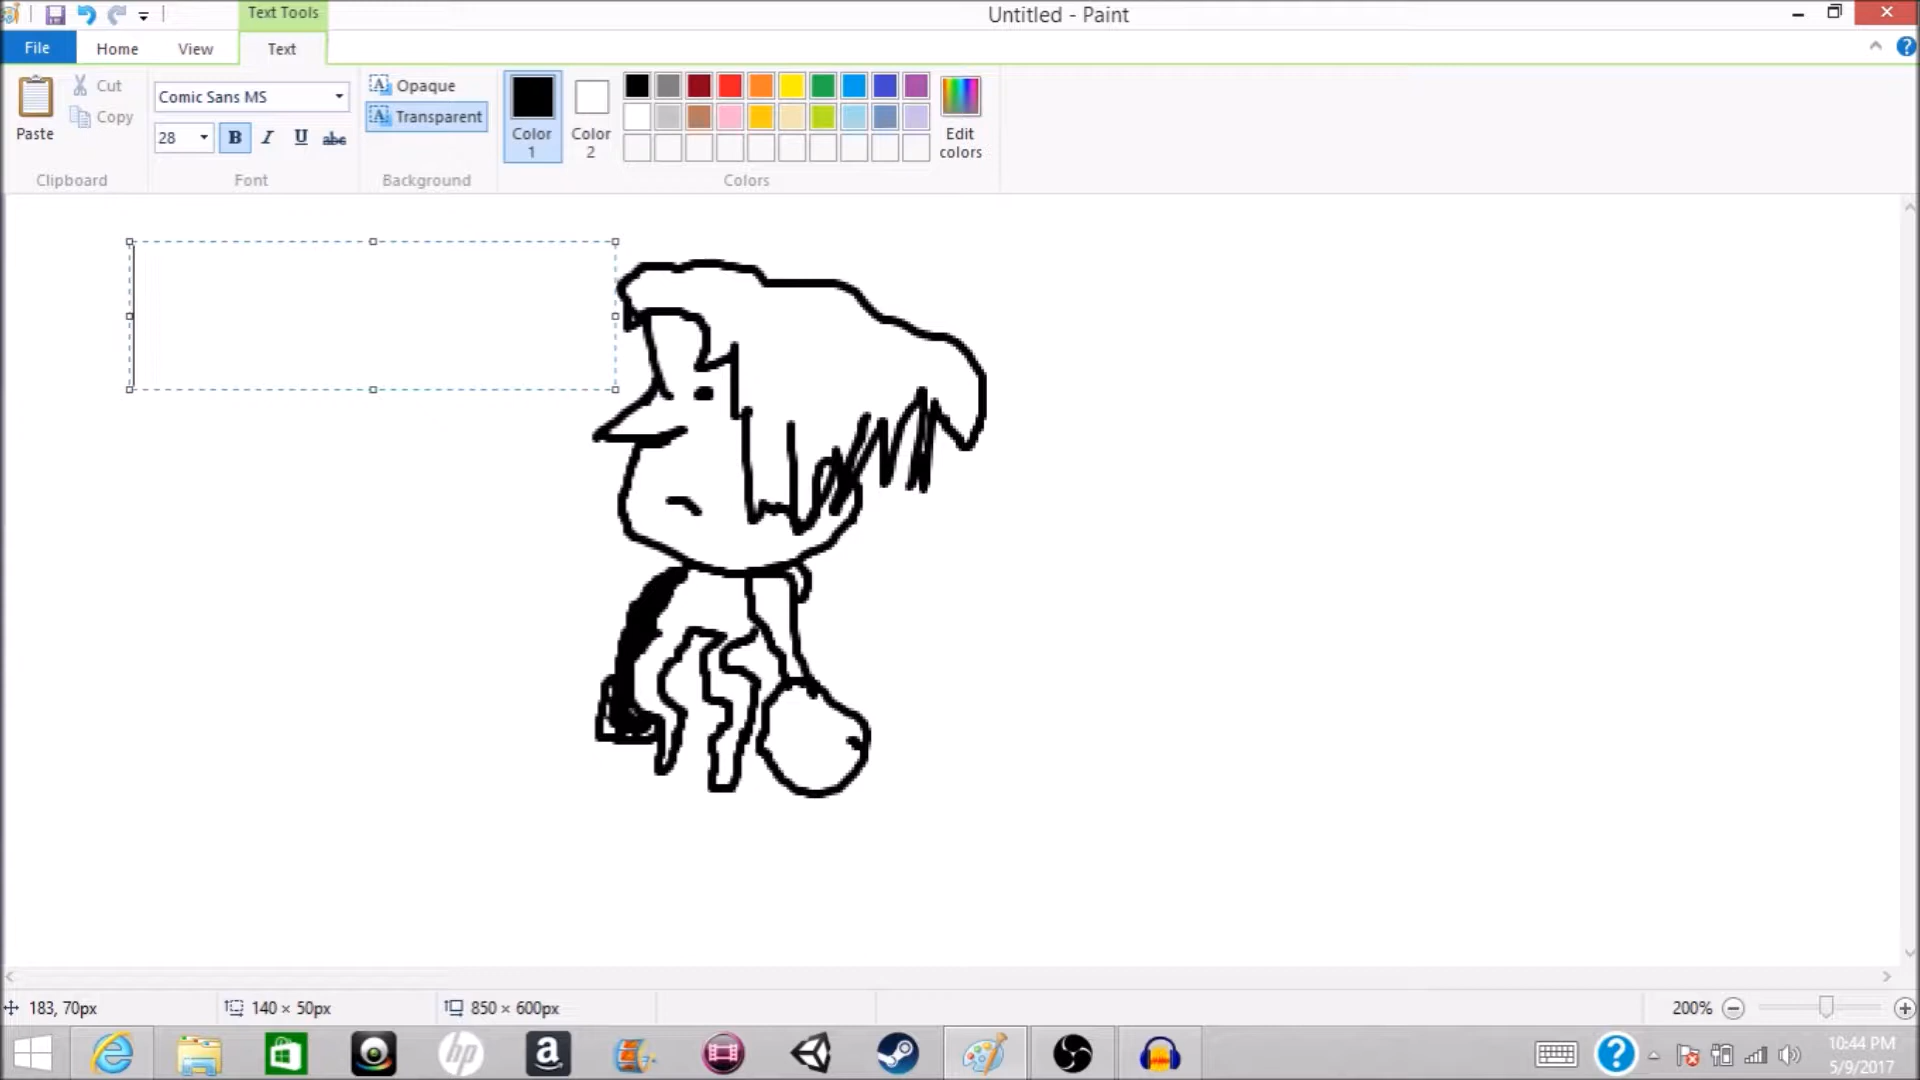 Text Tools
Untitled - Paint
File
Home
View
Text
Paste
Cut
Copy
Clipboard
Comic Sans MS
28
B I U abc
Font
Opaque
Transparent
Background
Color 1
Color 2
Edit colors
Colors
183, 70px
140 × 50px
850 × 600px
200%
hp
a
10:44 PM
5/9/2017